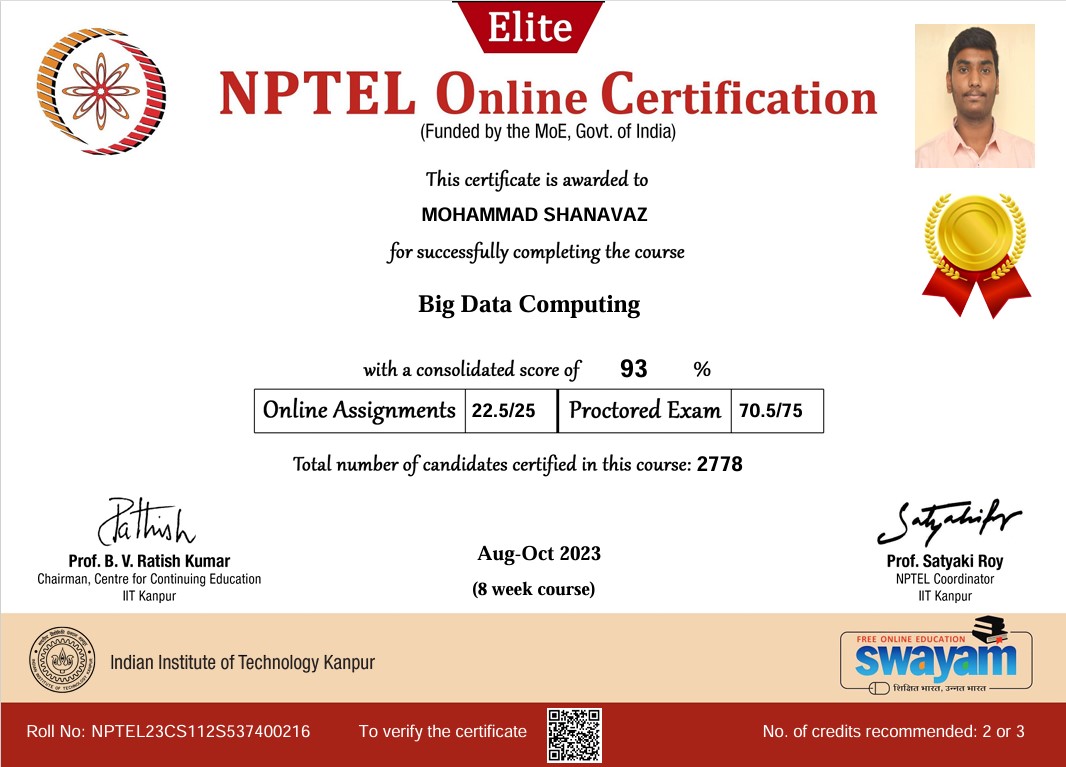 Elite
NPTEL Online Certification
(Funded by the MoE, Govt. of India)
This certificate is awarded to
MOHAMMAD SHANAVAZ
for successfully completing the course
Big Data Computing
with a consolidated score of 93 %
Online Assignments 22.5/25 Proctored Exam 70.5/75
Total number of candidates certified in this course: 2778
Prof. B. V. Ratish Kumar
Chairman, Centre for Continuing Education
IIT Kanpur
Aug-Oct 2023
(8 week course)
Prof. Satyaki Roy
NPTEL Coordinator
IIT Kanpur
Indian Institute of Technology Kanpur
FREE ONLINE EDUCATION
swayam
शिक्षित भारत, उन्नत भारत
Roll No: NPTEL23CS112S537400216
To verify the certificate
No. of credits recommended: 2 or 3